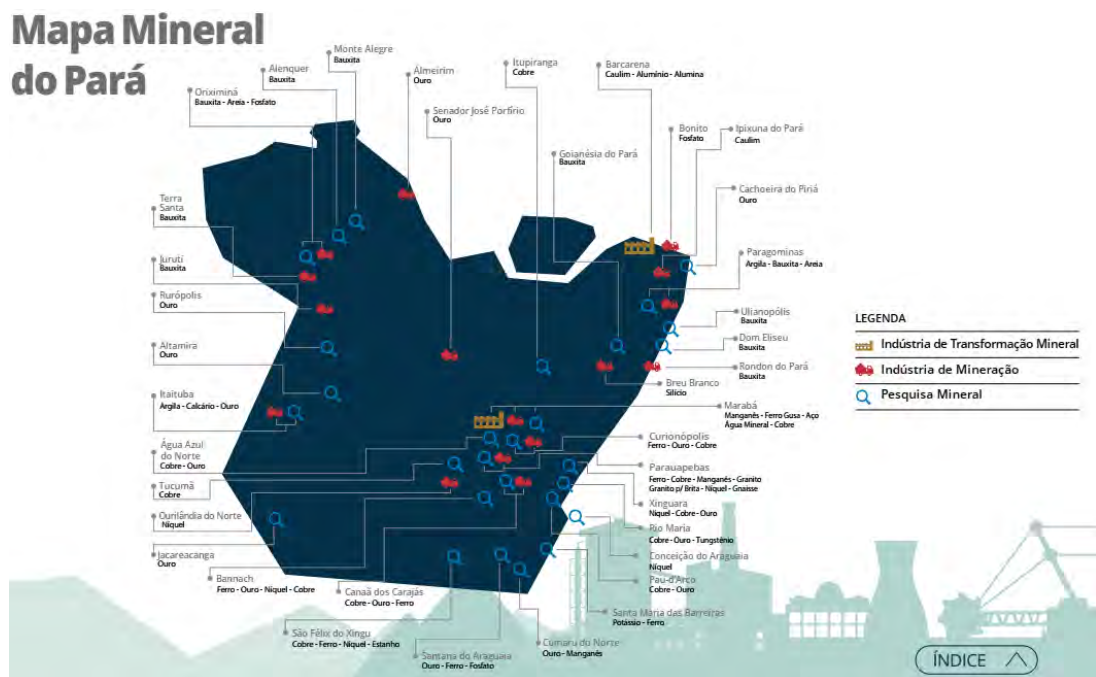 Mapa Mineral
do Pará
Monte Alegre
Bauxita
Alenquer
Bauxita
Almeirim
Ouro
Itupiranga
Cobre
Barcarena
Caulim - Alumínio - Alumina
Oriximiná
Bauxita - Areia - Fosfato
Senador José Porfírio
Ouro
Bonito
Fosfato
Ipixuna do Pará
Caulim
Goianésia do Pará
Bauxita
Cachoeira do Piriá
Ouro
Terra
Santa
Bauxita
Paragominas
Argila - Bauxita - Areia
Juruti
Bauxita
Rurópolis
Ouro
Ulianópolis
Bauxita
Dom Eliseu
Bauxita
Altamira
Ouro
Rondon do Pará
Bauxita
Breu Branco
Silício
Itaituba
Argila - Calcário - Ouro
Marabá
Manganês - Ferro Gusa - Aço
Água Mineral - Cobre
Água Azul
do Norte
Cobre - Ouro
Curionópolis
Ferro - Ouro - Cobre
Parauapebas
Ferro - Cobre - Manganês - Granito
Granito p/ Brita - Níquel - Gnaisse
Tucumã
Cobre
Xinguara
Níquel - Cobre - Ouro
Ourilândia do Norte
Níquel
Rio Maria
Cobre - Ouro - Tungsténio
Jacareacanga
Ouro
Conceição do Araguaia
Níquel
Bannach
Ferro - Ouro - Níquel - Cobre
Pau-d'Arco
Cobre - Ouro
Canaã dos Carajás
Cobre - Ouro - Ferro
Santa Maria das Barreiras
Potássio - Ferro
São Félix do Xingu
Cobre - Ferro - Níquel - Estanho
Cumaru do Norte
Ouro - Manganês
Santana do Araguaia
Ouro - Ferro - Fosfato
LEGENDA
Indústria de Transformação Mineral
Indústria de Mineração
Pesquisa Mineral
ÍNDICE